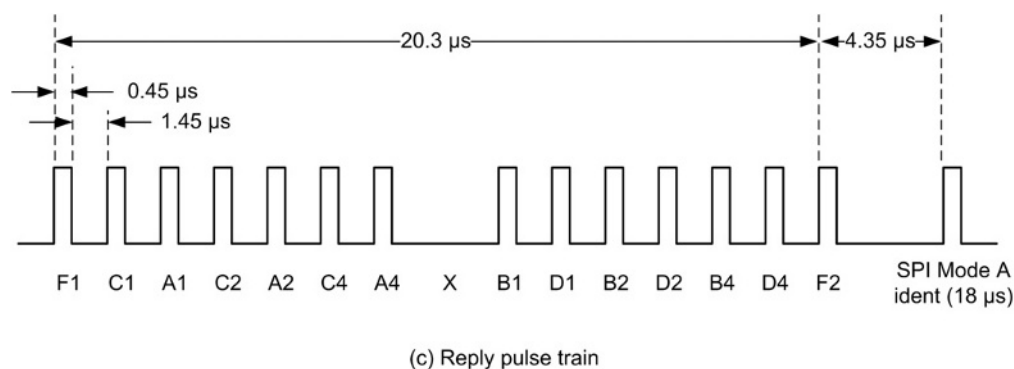 20.3 µs 4.35 µs
0.45 µs
1.45 µs
F1 C1 A1 C2 A2 C4 A4 X B1 D1 B2 D2 B4 D4 F2 SPI Mode A
ident (18 µs)
(c) Reply pulse train